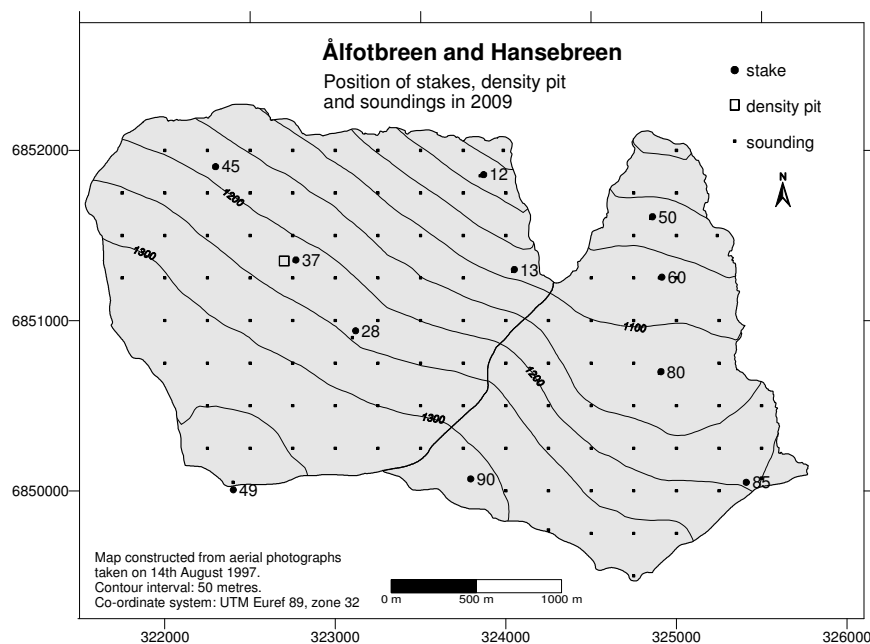 Ålfotbreen and Hansebreen
Position of stakes, density pit
and soundings in 2009
stake
density pit
sounding
N
6852000
6851000
6850000
45
12
1200
50
1300
37
13
60
28
1100
80
1200
1300
49
90
85
Map constructed from aerial photographs
taken on 14th August 1997.
Contour interval: 50 metres.
Co-ordinate system: UTM Euref 89, zone 32
0 m 500 m 1000 m
322000 323000 324000 325000 326000